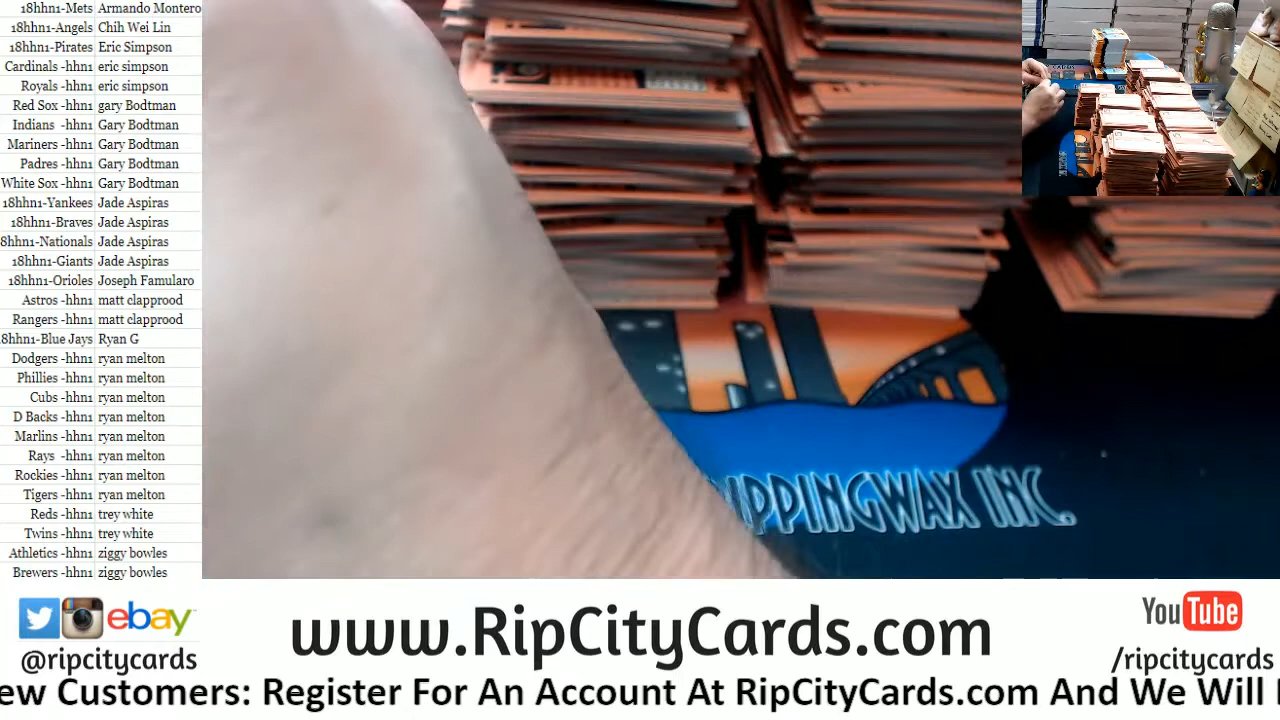 18hhn1-Mets Armando Montero
18hhn1-Angels Chih Wei Lin
18hhn1-Pirates Eric Simpson
Cardinals -hhn1 eric simpson
Royals -hhn1 eric simpson
Red Sox -hhn1 gary Bodtman
Indians -hhn1 Gary Bodtman
Mariners -hhn1 Gary Bodtman
Padres -hhn1 Gary Bodtman
White Sox -hhn1 Gary Bodtman
18hhn1-Yankees Jade Aspiras
18hhn1-Braves Jade Aspiras
8hhn1-Nationals Jade Aspiras
18hhn1-Giants Jade Aspiras
18hhn1-Orioles Joseph Famularo
Astros -hhn1 matt clapprood
Rangers -hhn1 matt clapprood
8hhn1-Blue Jays Ryan G
Dodgers -hhn1 ryan melton
Phillies -hhn1 ryan melton
Cubs -hhn1 ryan melton
D Backs -hhn1 ryan melton
Marlins -hhn1 ryan melton
Rays -hhn1 ryan melton
Rockies -hhn1 ryan melton
Tigers -hhn1 ryan melton
Reds -hhn1 trey white
Twins -hhn1 trey white
Athletics -hhn1 ziggy bowles
Brewers -hhn1 ziggy bowles
IPPINGWAX INC.
ebay
@ripcitycards
www.RipCityCards.com
YouTube
/ripcitycards
ew Customers: Register For An Account At RipCityCards.com And We Will